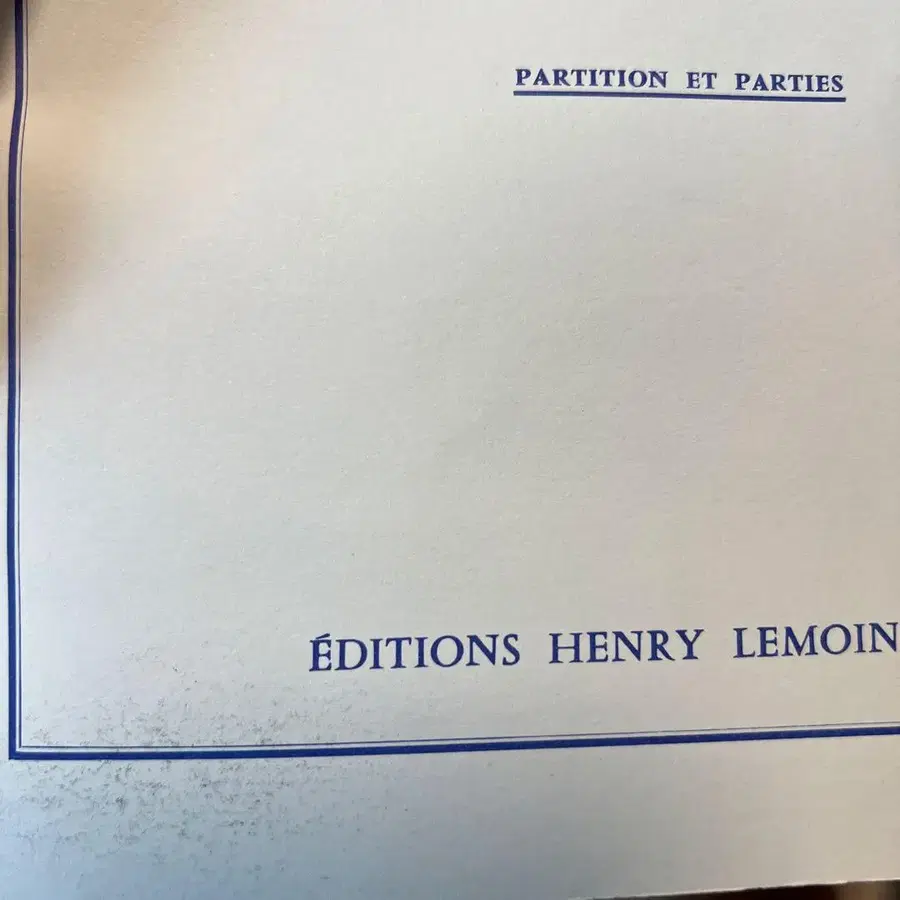 PARTITION ET PARTIES
ÉDITIONS HENRY LEMOIN